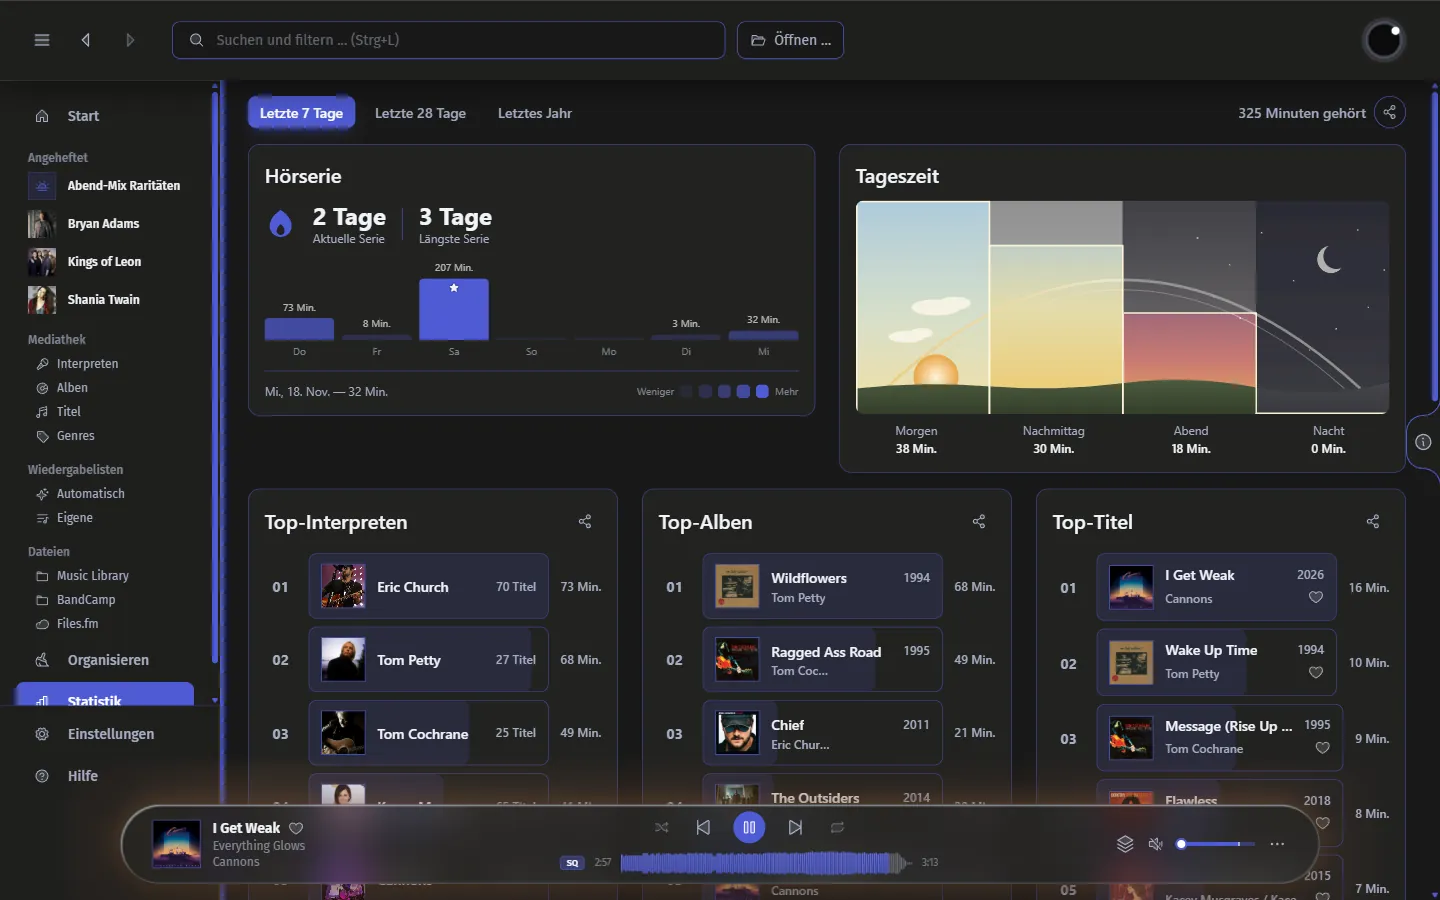 Suchen und filtern ... (Strg+L)
Öffnen ...
Start
Angeheftet
Abend-Mix Raritäten
Bryan Adams
Kings of Leon
Shania Twain
Mediathek
Interpreten
Alben
Titel
Genres
Wiedergabelisten
Automatisch
Eigene
Dateien
Music Library
BandCamp
Files.fm
Organisieren
Statistik
Einstellungen
Hilfe
Letzte 7 Tage
Letzte 28 Tage
Letztes Jahr
325 Minuten gehört
Hörserie
2 Tage
Aktuelle Serie
3 Tage
Längste Serie
73 Min.
8 Min.
207 Min.
3 Min.
32 Min.
Do
Fr
Sa
So
Mo
Di
Mi
Mi., 18. Nov. — 32 Min.
Weniger
Mehr
Tageszeit
Morgen
38 Min.
Nachmittag
30 Min.
Abend
18 Min.
Nacht
0 Min.
Top-Interpreten
01
Eric Church
70 Titel
73 Min.
02
Tom Petty
27 Titel
68 Min.
03
Tom Cochrane
25 Titel
49 Min.
Top-Alben
01
Wildflowers
1994
Tom Petty
68 Min.
02
Ragged Ass Road
1995
Tom Coc...
49 Min.
03
Chief
2011
Eric Chur...
21 Min.
The Outsiders
2014
Cannons
Top-Titel
01
I Get Weak
2026
Cannons
16 Min.
02
Wake Up Time
1994
Tom Petty
10 Min.
03
Message (Rise Up ...
1995
Tom Cochrane
9 Min.
Flawless
2018
8 Min.
05
2015
7 Min.
I Get Weak
Everything Glows
Cannons
SQ
2:57
3:13